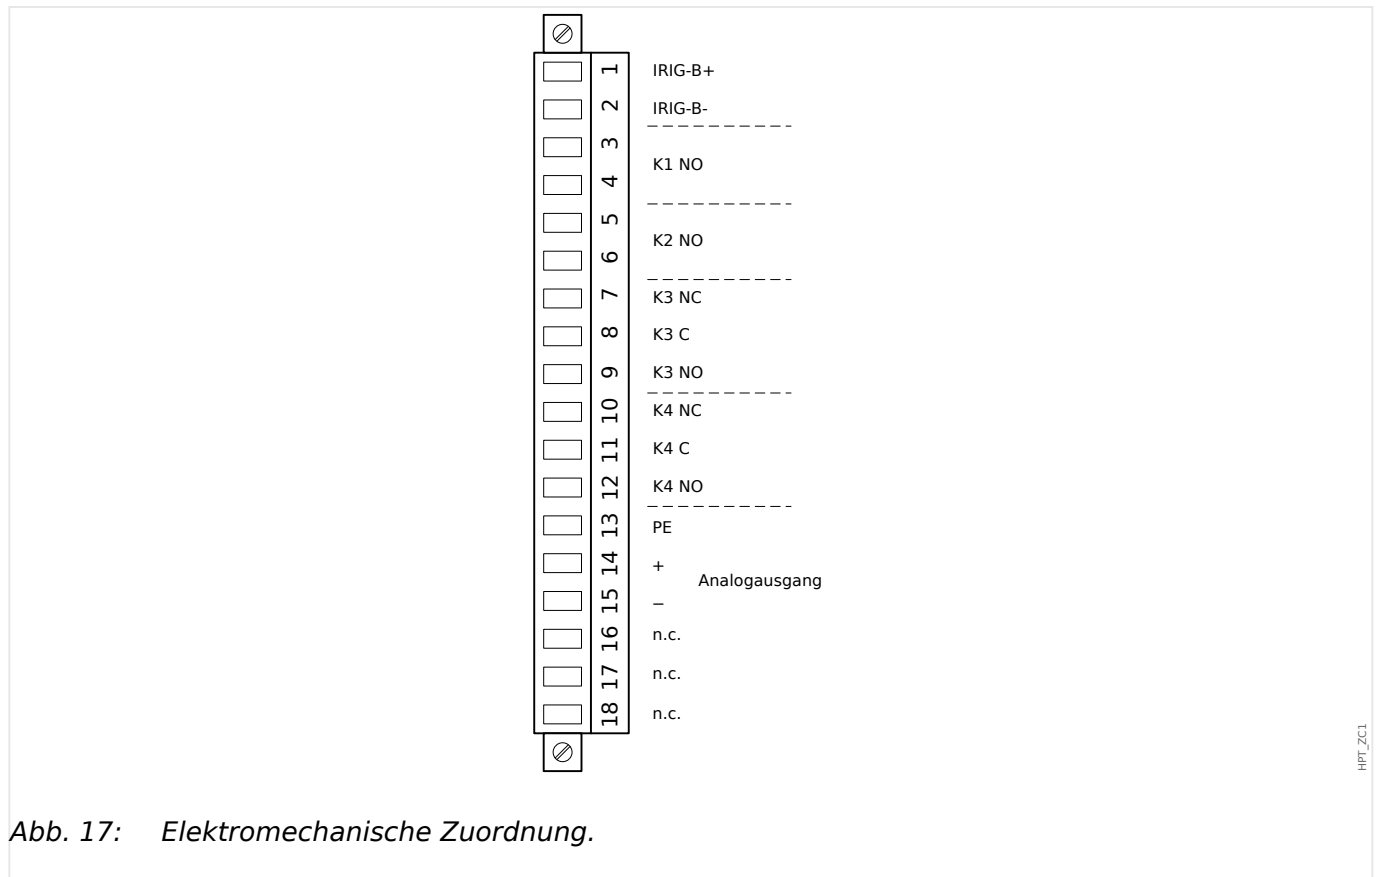 1 IRIG-B+
2 IRIG-B-
3
K1 NO
4
5
K2 NO
6
7 K3 NC
8 K3 C
9 K3 NO
10 K4 NC
11 K4 C
12 K4 NO
13 PE
14 +
Analogausgang
15 −
16 n.c.
17 n.c.
18 n.c.
HPT_ZC1
Abb. 17: Elektromechanische Zuordnung.